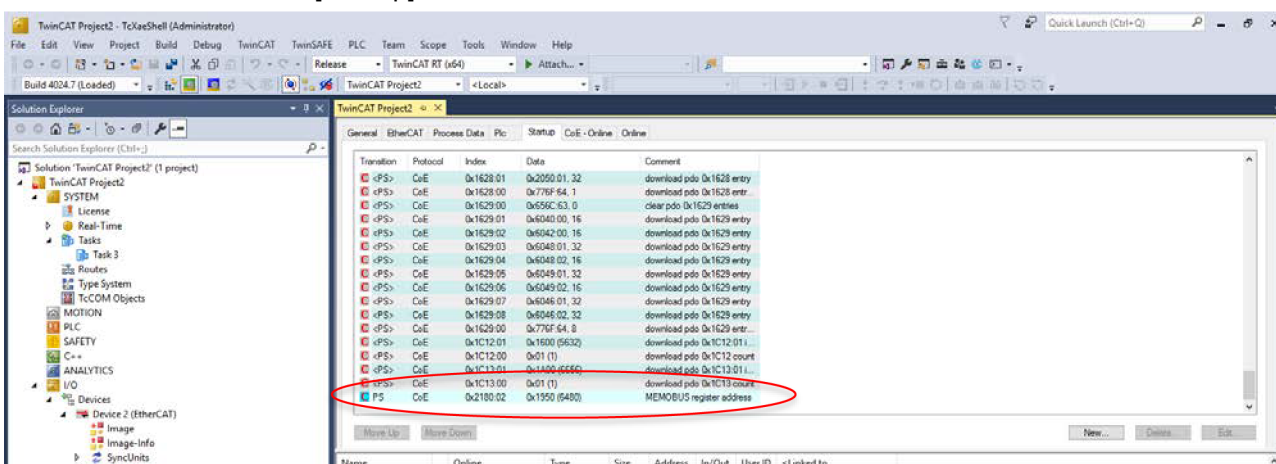 TwinCAT Project2 - TcXaeShell (Administrator)
Quick Launch (Ctrl+Q)
File Edit View Project Build Debug TwinCAT TwinSAFE PLC Team Scope Tools Window Help
Release TwinCAT RT (x64) Attach...
Build 4024.7 (Loaded) TwinCAT Project2 <Local>
Solution Explorer
Search Solution Explorer (Ctrl+;)
Solution 'TwinCAT Project2' (1 project)
TwinCAT Project2
SYSTEM
License
Real-Time
Tasks
Task 3
Routes
Type System
TcCOM Objects
MOTION
PLC
SAFETY
C++
ANALYTICS
I/O
Devices
Device 2 (EtherCAT)
Image
Image-Info
SyncUnits
TwinCAT Project2
General EtherCAT Process Data Plc Startup CoE - Online Online
Transition Protocol Index Data Comment
C <PS> CoE 0x1628:01 0x2050:01, 32 download pdo 0x1628 entry
C <PS> CoE 0x1628:00 0x776F:64, 1 download pdo 0x1628 entr...
C <PS> CoE 0x1629:00 0x656C:63, 0 clear pdo 0x1629 entries
C <PS> CoE 0x1629:01 0x6040:00, 16 download pdo 0x1629 entry
C <PS> CoE 0x1629:02 0x6042:00, 16 download pdo 0x1629 entry
C <PS> CoE 0x1629:03 0x6048:01, 32 download pdo 0x1629 entry
C <PS> CoE 0x1629:04 0x6048:02, 16 download pdo 0x1629 entry
C <PS> CoE 0x1629:05 0x6049:01, 32 download pdo 0x1629 entry
C <PS> CoE 0x1629:06 0x6049:02, 16 download pdo 0x1629 entry
C <PS> CoE 0x1629:07 0x6046:01, 32 download pdo 0x1629 entry
C <PS> CoE 0x1629:08 0x6046:02, 32 download pdo 0x1629 entry
C <PS> CoE 0x1629:00 0x776F:64, 8 download pdo 0x1629 entr...
C <PS> CoE 0x1C12:01 0x1600 (5632) download pdo 0x1C12:01 i...
C <PS> CoE 0x1C12:00 0x01 (1) download pdo 0x1C12 count
C <PS> CoE 0x1C13:01 0x1A00 (6656) download pdo 0x1C13:01 i...
C <PS> CoE 0x1C13:00 0x01 (1) download pdo 0x1C13 count
C PS CoE 0x2180:02 0x1950 (6480) MEMOBUS register address
Move Up Move Down New... Delete... Edit...
Name Online Type Size Address In/Out User ID Linked to